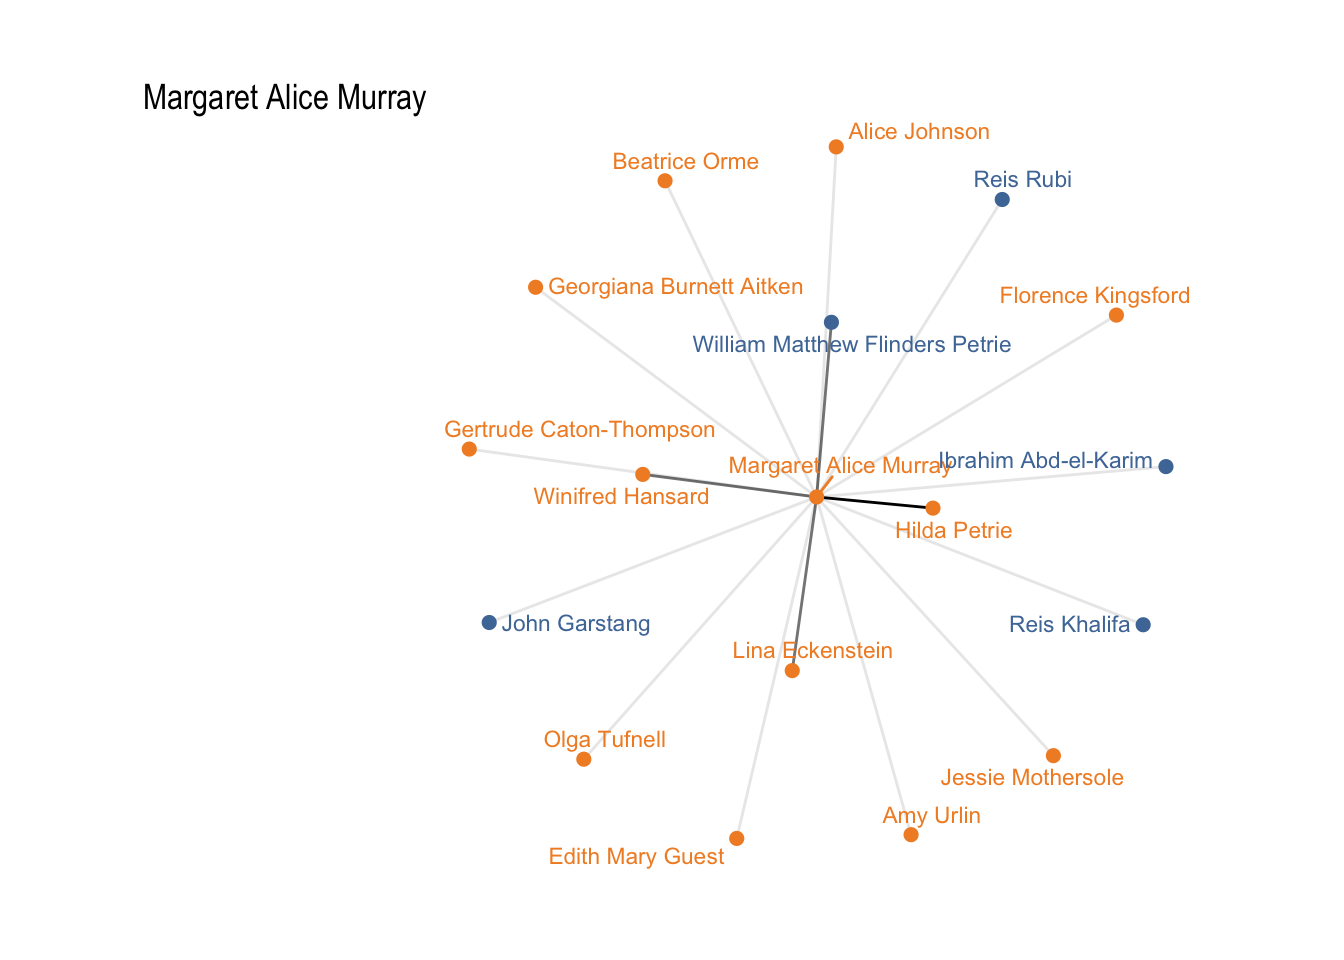 Margaret Alice Murray
Alice Johnson
Beatrice Orme
Reis Rubi
Georgiana Burnett Aitken
Florence Kingsford
William Matthew Flinders Petrie
Gertrude Caton-Thompson
Ibrahim Abd-el-Karim
Margaret Alice Murray
Winifred Hansard
Hilda Petrie
John Garstang
Reis Khalifa
Lina Eckenstein
Olga Tufnell
Jessie Mothersole
Amy Urlin
Edith Mary Guest